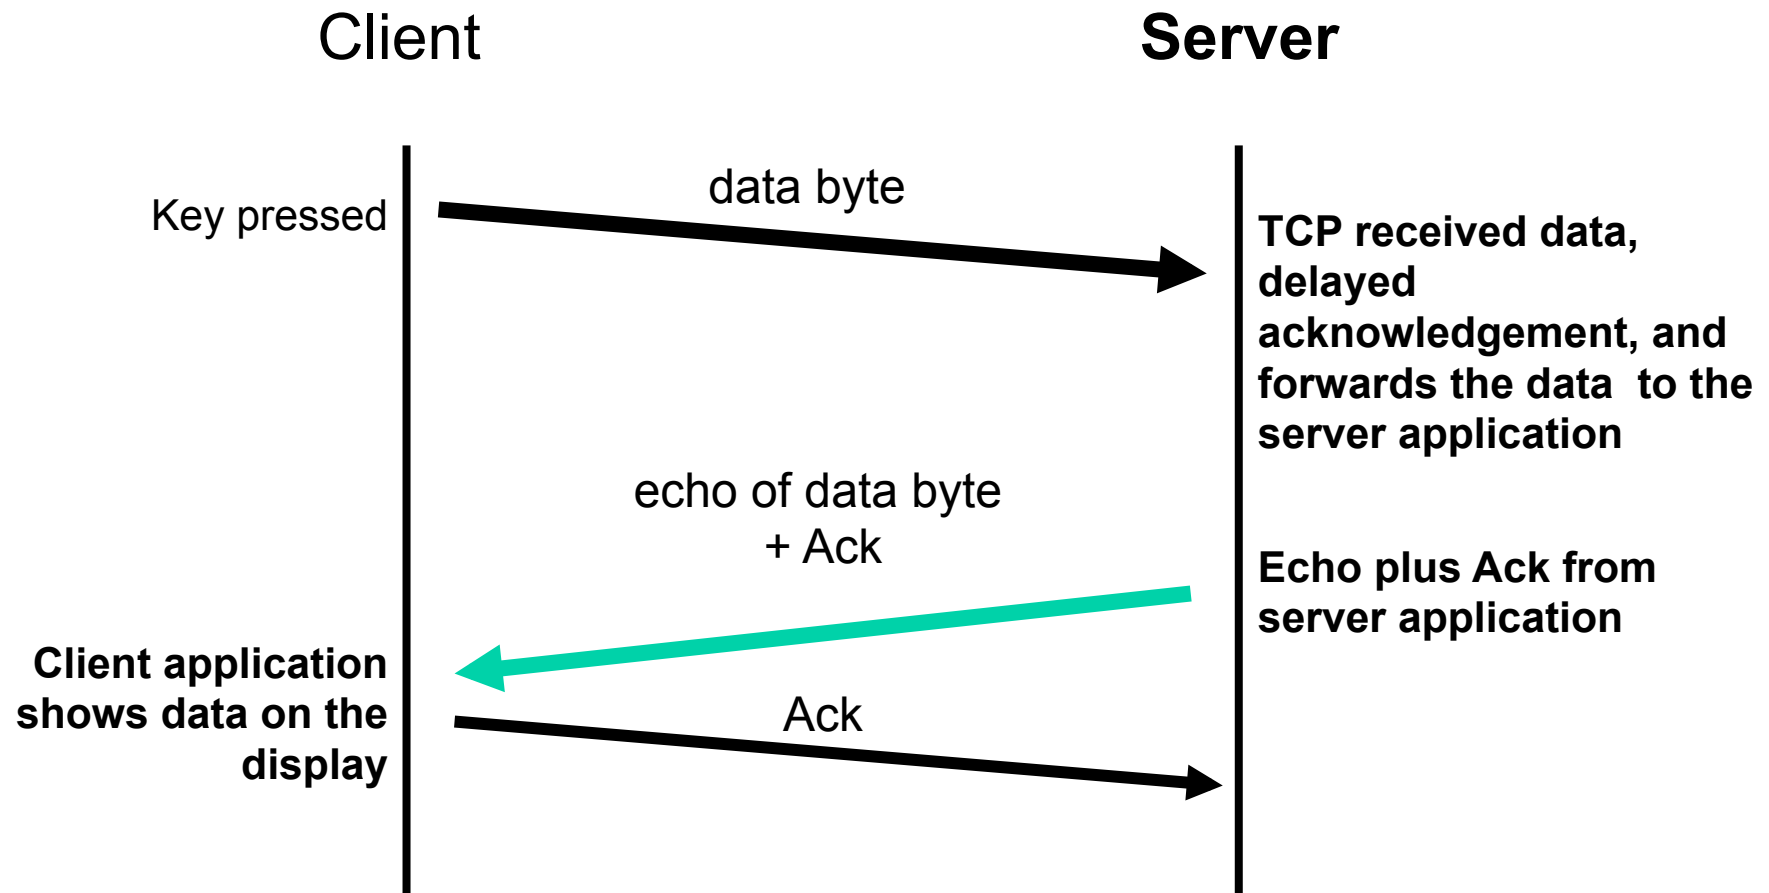 Client
Server
Key pressed
data byte
TCP received data,
delayed
acknowledgement, and
forwards the data  to the
server application
echo of data byte
+ Ack
Echo plus Ack from
server application
Client application
shows data on the
display
Ack